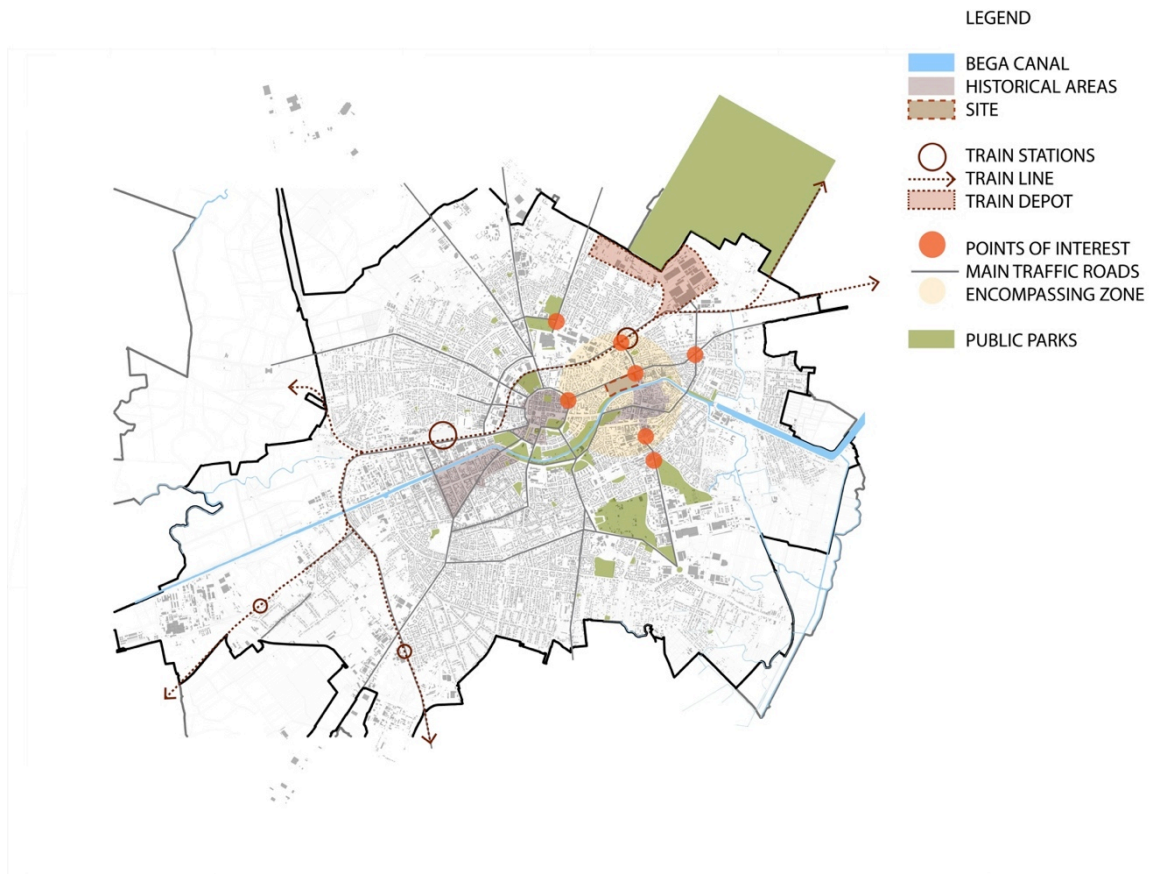 LEGEND
BEGA CANAL
HISTORICAL AREAS
SITE
TRAIN STATIONS
TRAIN LINE
TRAIN DEPOT
POINTS OF INTEREST
MAIN TRAFFIC ROADS
ENCOMPASSING ZONE
PUBLIC PARKS